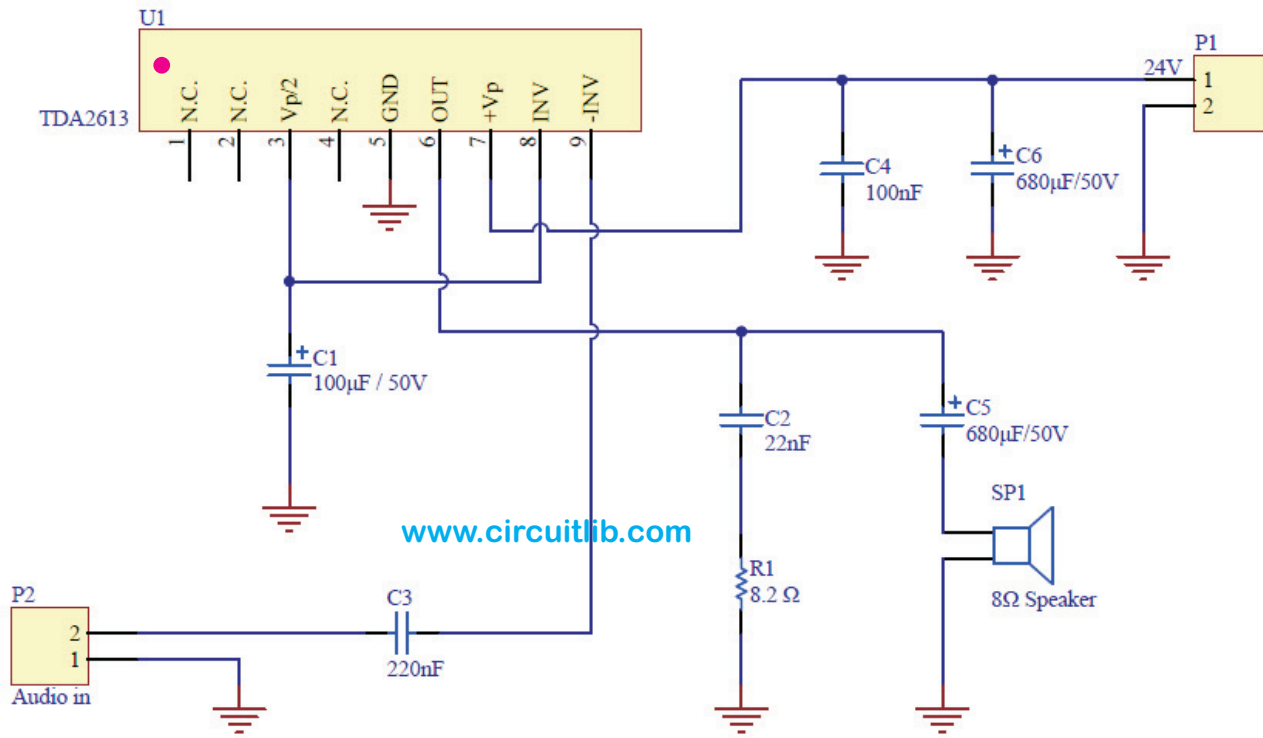 U1
TDA2613
N.C.
N.C.
Vp/2
N.C.
GND
OUT
+Vp
INV
-INV
1
2
3
4
5
6
7
8
9
P1
24V
1
2
C4
100nF
+
C6
680µF/50V
+
C1
100µF / 50V
C2
22nF
+
C5
680µF/50V
SP1
8Ω Speaker
www.circuitlib.com
R1
8.2 Ω
P2
2
1
Audio in
C3
220nF